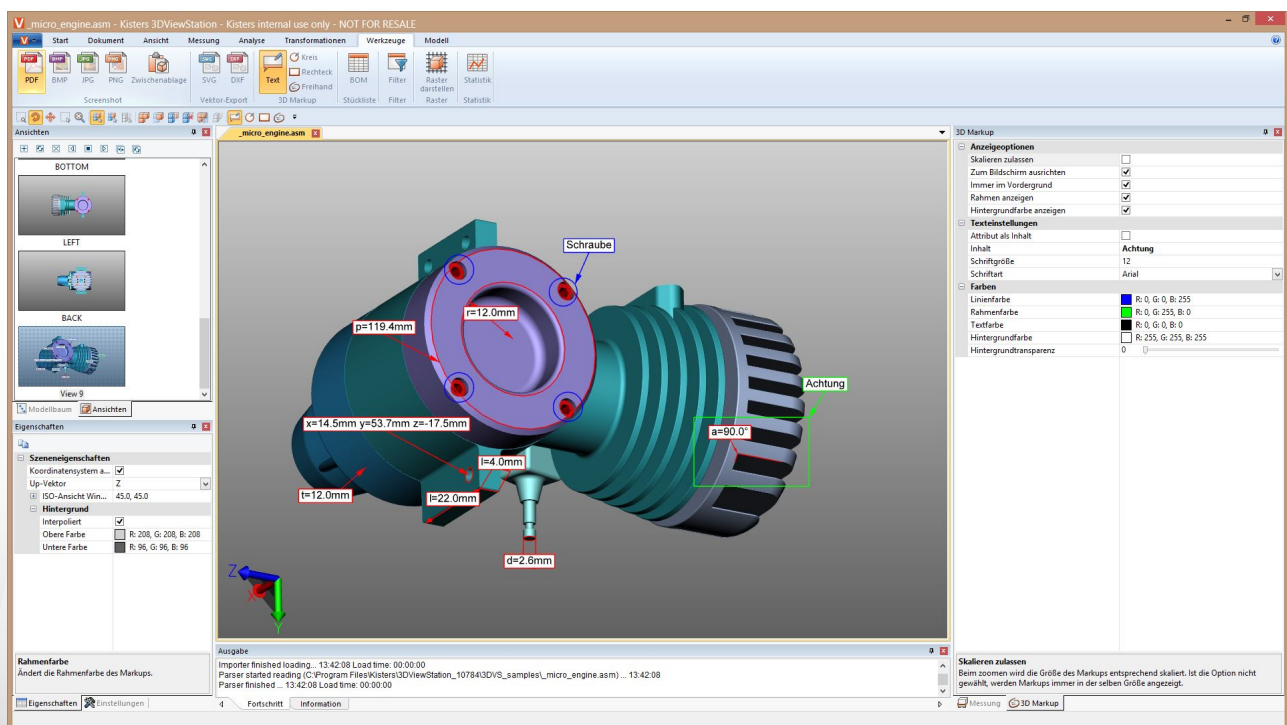 _micro_engine.asm - Kisters 3DViewStation - Kisters internal use only - NOT FOR RESALE
Start Dokument Ansicht Messung Analyse Transformationen Werkzeuge Modell
PDF BMP JPG PNG Zwischenablage
Screenshot
SVG DXF
Vektor-Export
Text
Kreis
Rechteck
Freihand
3D Markup
BOM
Stückliste
Filter
Filter
Raster darstellen
Raster
Statistik
Statistik
Ansichten
BOTTOM
LEFT
BACK
View 9
Modellbaum Ansichten
Eigenschaften
Szeneneigenschaften
Koordinatensystem a...
Up-Vektor Z
ISO-Ansicht Win... 45.0, 45.0
Hintergrund
Interpoliert
Obere Farbe R: 208, G: 208, B: 208
Untere Farbe R: 96, G: 96, B: 96
Rahmenfarbe
Ändert die Rahmenfarbe des Markups.
Eigenschaften Einstellungen
_micro_engine.asm
Schraube
r=12.0mm
p=119.4mm
Achtung
x=14.5mm y=53.7mm z=-17.5mm
a=90.0°
l=4.0mm
t=12.0mm
l=22.0mm
d=2.6mm
Z
X
Y
Ausgabe
Importer finished loading... 13:42:08 Load time: 00:00:00
Parser started reading (C:\Program Files\Kisters\3DViewStation_10784\3DVS_samples\_micro_engine.asm) ... 13:42:08
Parser finished ... 13:42:08 Load time: 00:00:00
Fortschritt Information
3D Markup
Anzeigeoptionen
Skalieren zulassen
Zum Bildschirm ausrichten
Immer im Vordergrund
Rahmen anzeigen
Hintergrundfarbe anzeigen
Texteinstellungen
Attribut als Inhalt
Inhalt Achtung
Schriftgröße 12
Schriftart Arial
Farben
Linienfarbe R: 0, G: 0, B: 255
Rahmenfarbe R: 0, G: 255, B: 0
Textfarbe R: 0, G: 0, B: 0
Hintergrundfarbe R: 255, G: 255, B: 255
Hintergrundtransparenz 0
Skalieren zulassen
Beim zoomen wird die Größe des Markups entsprechend skaliert. Ist die Option nicht
gewählt, werden Markups immer in der selben Größe angezeigt.
Messung 3D Markup